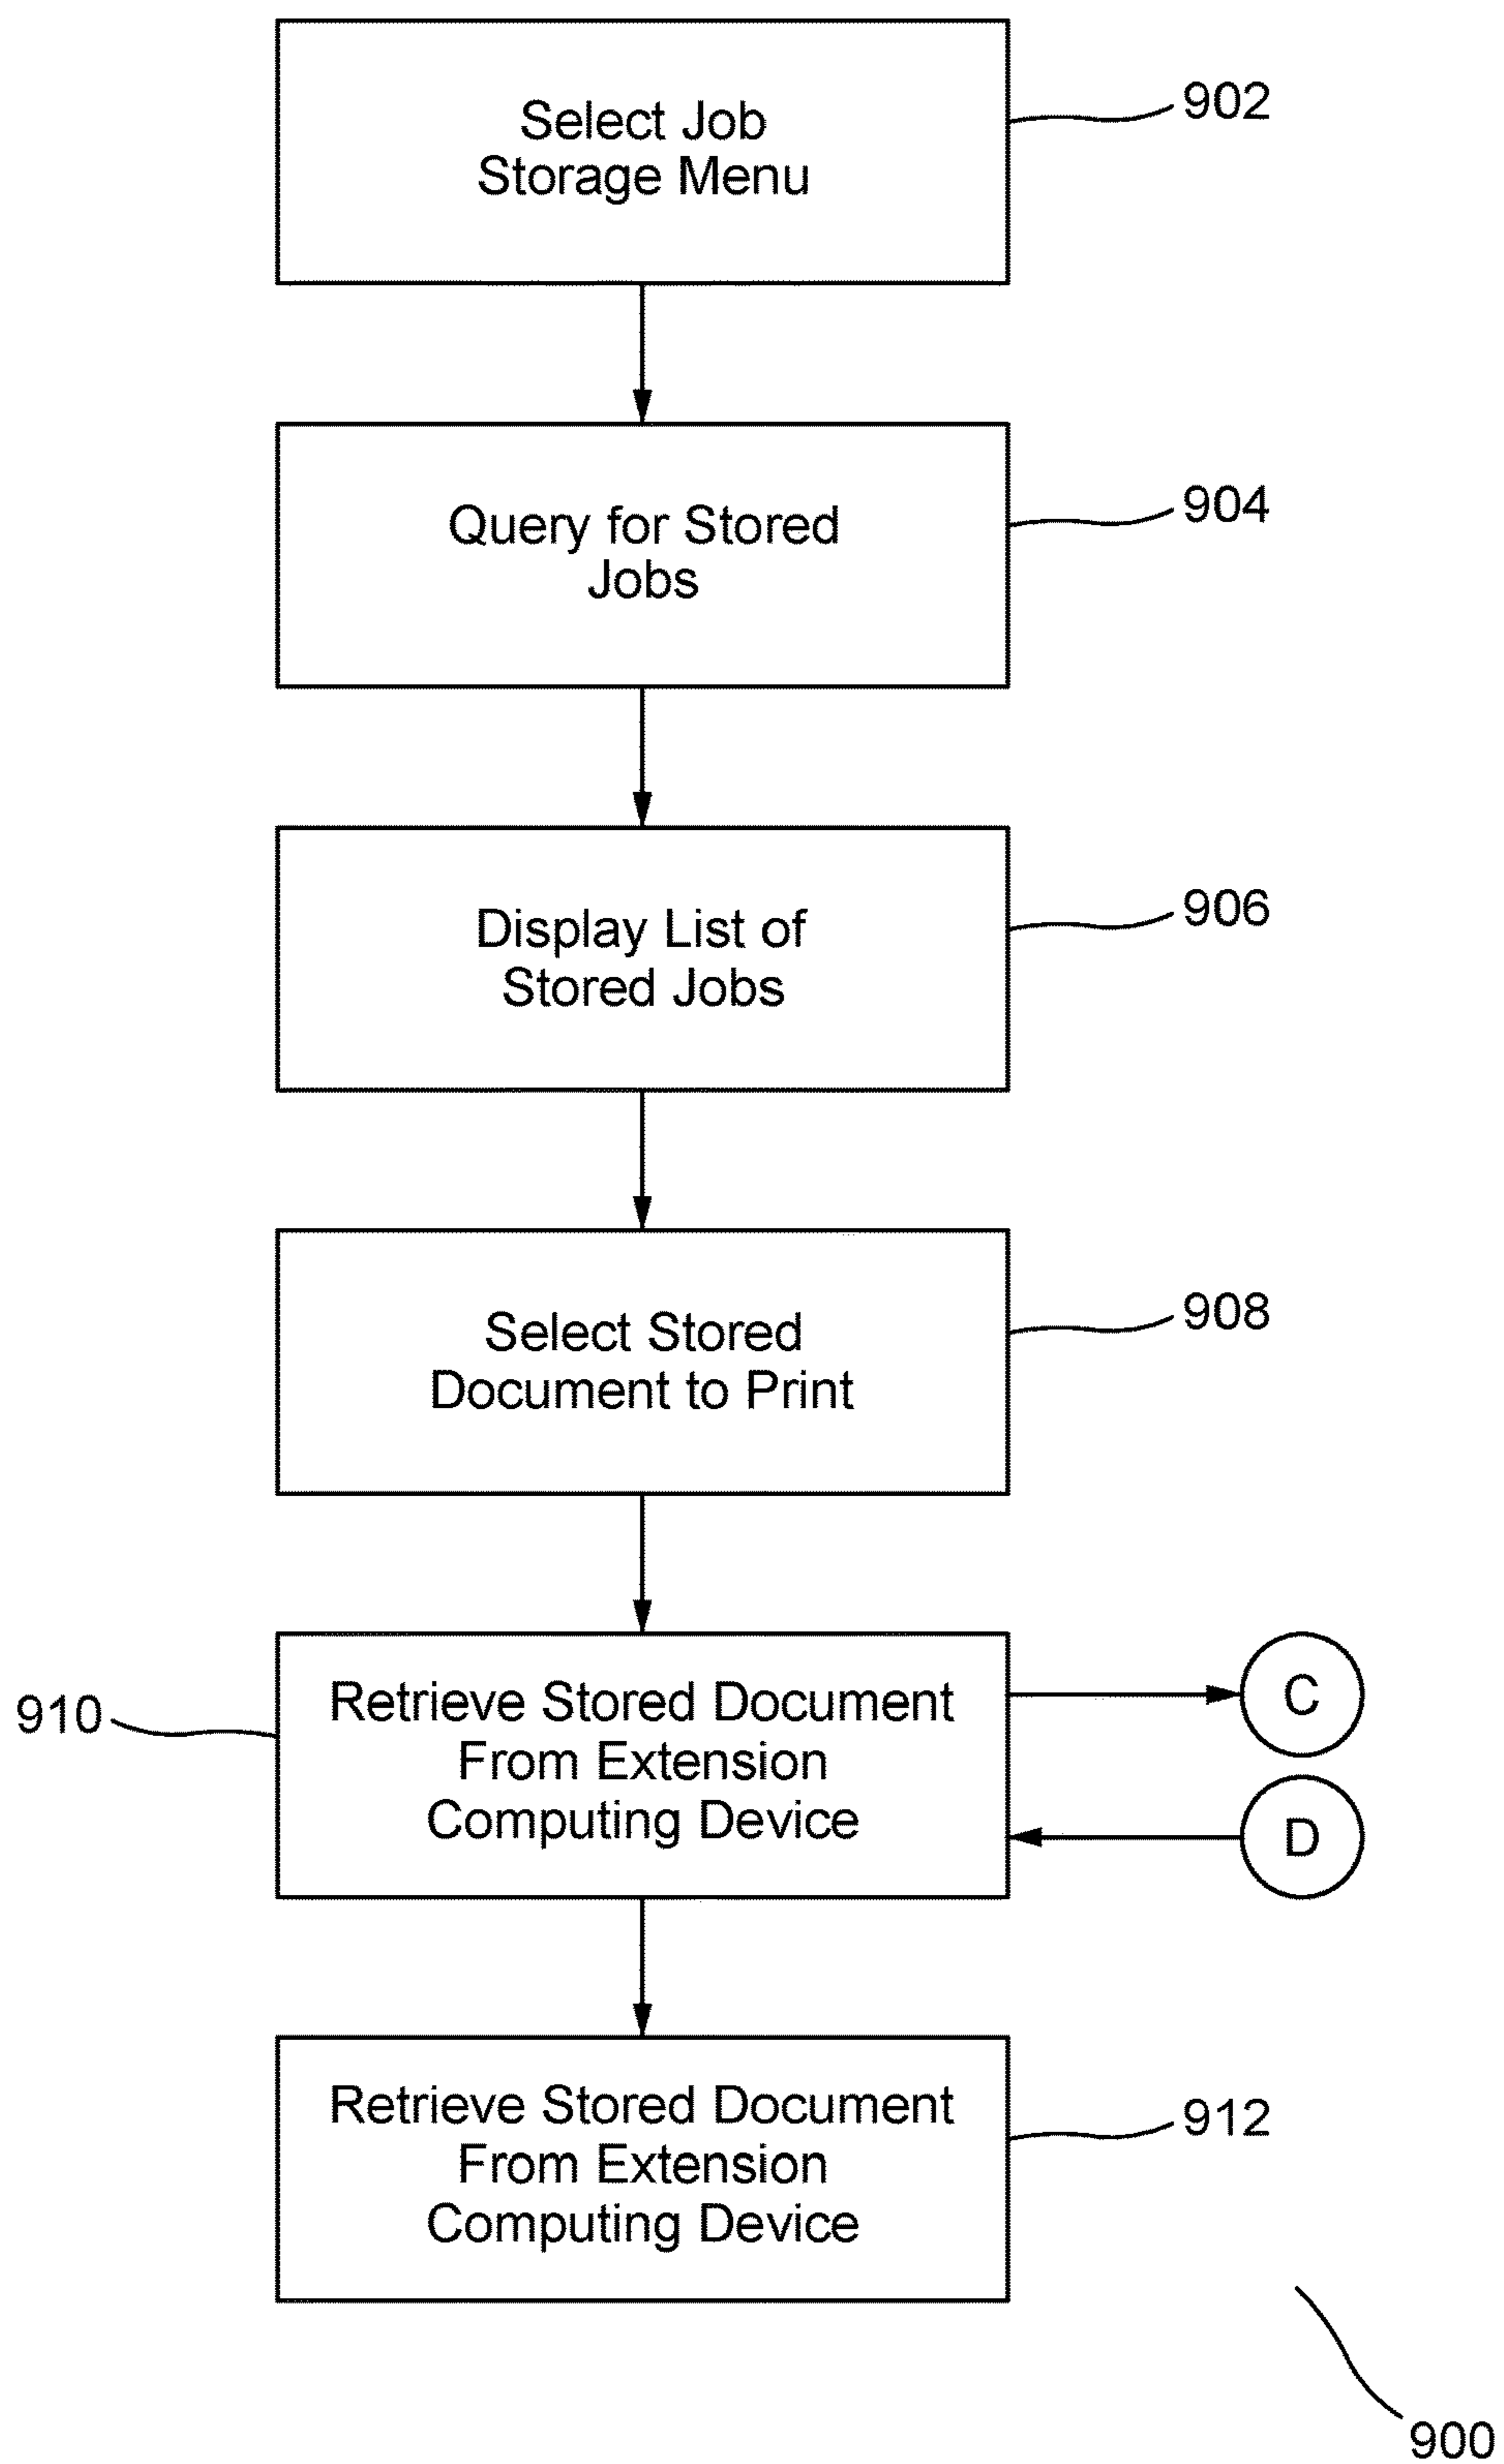 Select Job
Storage Menu
902
Query for Stored
Jobs
904
Display List of
Stored Jobs
906
Select Stored
Document to Print
908
910
Retrieve Stored Document
From Extension
Computing Device
C
D
Retrieve Stored Document
From Extension
Computing Device
912
900